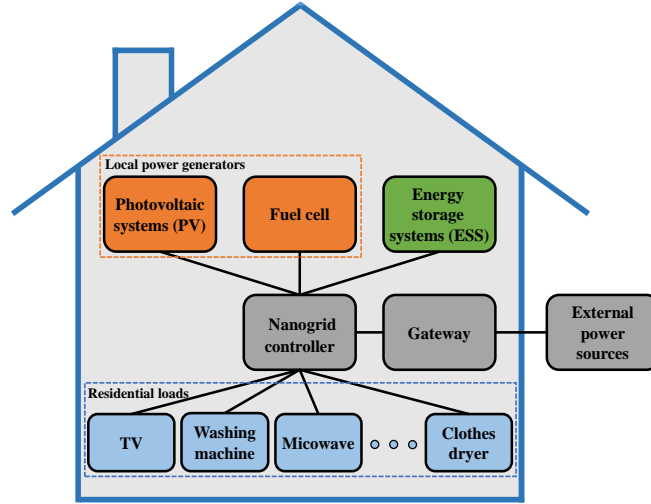 Local power generators
Photovoltaic
systems (PV)
Fuel cell
Energy
storage
systems (ESS)
Nanogrid
controller
Gateway
External
power
sources
Residential loads
TV
Washing
machine
Micowave
Clothes
dryer